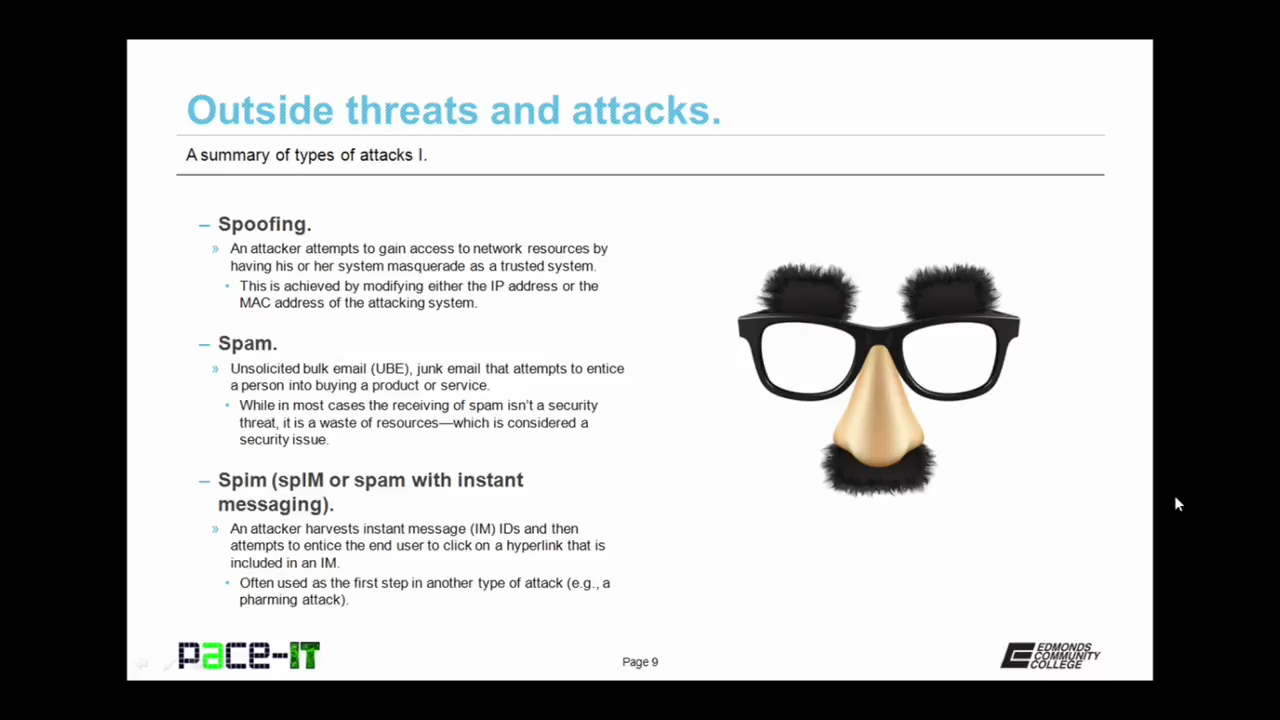 Outside threats and attacks.
A summary of types of attacks I.
– Spoofing.
» An attacker attempts to gain access to network resources by
having his or her system masquerade as a trusted system.
• This is achieved by modifying either the IP address or the
MAC address of the attacking system.
– Spam.
» Unsolicited bulk email (UBE), junk email that attempts to entice
a person into buying a product or service.
• While in most cases the receiving of spam isn't a security
threat, it is a waste of resources—which is considered a
security issue.
– Spim (spIM or spam with instant
messaging).
» An attacker harvests instant message (IM) IDs and then
attempts to entice the end user to click on a hyperlink that is
included in an IM.
• Often used as the first step in another type of attack (e.g., a
pharming attack).
pace-IT
Page 9
EDMONDS
COMMUNITY
COLLEGE